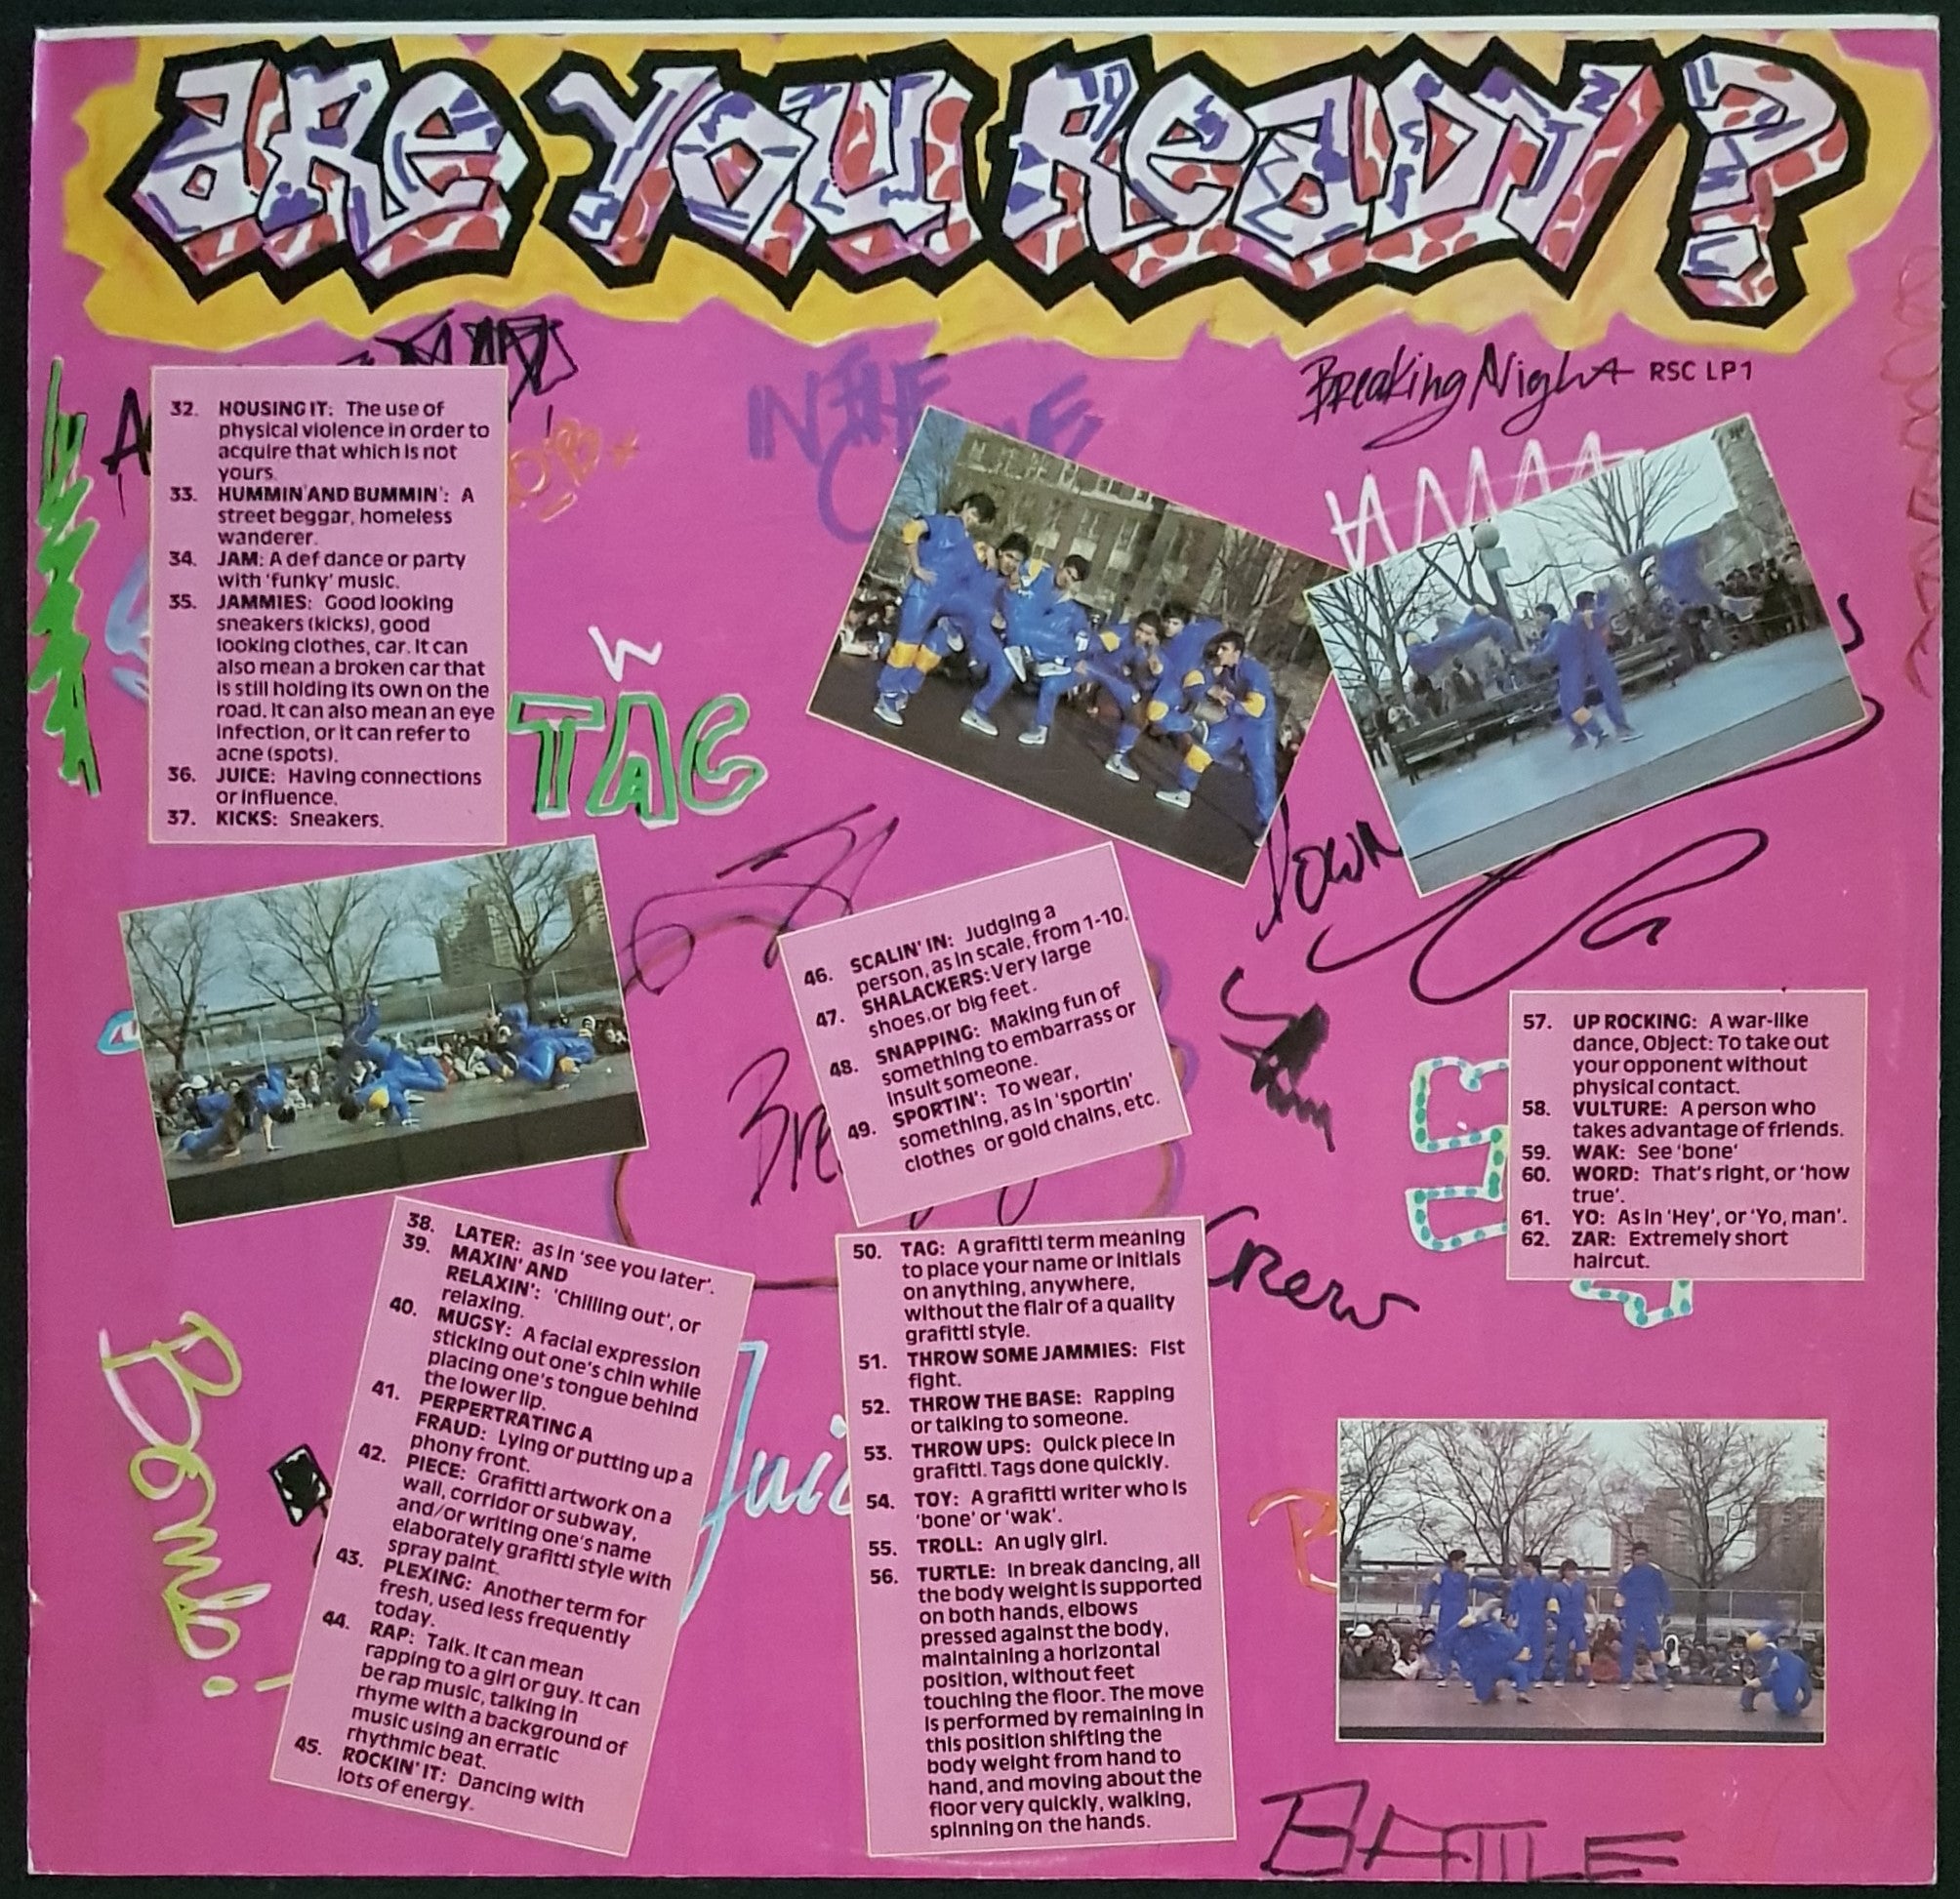 aRe you ReaDy?
Breaking Night RSC LP1
IN THE
32. HOUSING IT: The use of
physical violence in order to
acquire that which is not
yours.
33. HUMMIN' AND BUMMIN': A
street beggar, homeless
wanderer.
34. JAM: A def dance or party
with 'funky' music.
35. JAMMIES: Good looking
sneakers (kicks), good
looking clothes, car. It can
also mean a broken car that
is still holding its own on the
road. It can also mean an eye
infection, or it can refer to
acne (spots).
36. JUICE: Having connections
or influence.
37. KICKS: Sneakers.
TAG
Down
38. LATER: as in 'see you later'.
39. MAXIN' AND
RELAXIN': 'Chilling out', or
relaxing.
40. MUGSY: A facial expression
sticking out one's chin while
placing one's tongue behind
the lower lip.
41. PERPERTRATING A
FRAUD: Lying or putting up a
phony front.
42. PIECE: Grafitti artwork on a
wall, corridor or subway,
and/or writing one's name
elaborately grafitti style with
spray paint.
43. PLEXING: Another term for
fresh, used less frequently
today.
44. RAP: Talk. It can mean
rapping to a girl or guy. It can
be rap music, talking in
rhyme with a background of
music using an erratic
rhythmic beat.
45. ROCKIN' IT: Dancing with
lots of energy.
46. SCALIN' IN: Judging a
person, as in scale, from 1-10.
47. SHALACKERS: Very large
shoes, or big feet.
48. SNAPPING: Making fun of
something to embarrass or
insult someone.
49. SPORTIN': To wear,
something, as in 'sportin'
clothes or gold chains, etc.
Bre
Crew
50. TAG: A grafitti term meaning
to place your name or initials
on anything, anywhere,
without the flair of a quality
grafitti style.
51. THROW SOME JAMMIES: Fist
fight.
52. THROW THE BASE: Rapping
or talking to someone.
53. THROW UPS: Quick piece in
grafitti. Tags done quickly.
54. TOY: A grafitti writer who is
'bone' or 'wak'.
55. TROLL: An ugly girl.
56. TURTLE: In break dancing, all
the body weight is supported
on both hands, elbows
pressed against the body,
maintaining a horizontal
position, without feet
touching the floor. The move
is performed by remaining in
this position shifting the
body weight from hand to
hand, and moving about the
floor very quickly, walking,
spinning on the hands.
57. UP ROCKING: A war-like
dance, Object: To take out
your opponent without
physical contact.
58. VULTURE: A person who
takes advantage of friends.
59. WAK: See 'bone'
60. WORD: That's right, or 'how
true'.
61. YO: As in 'Hey', or 'Yo, man'.
62. ZAR: Extremely short
haircut.
Bomb!
Juic
B
BATTLE